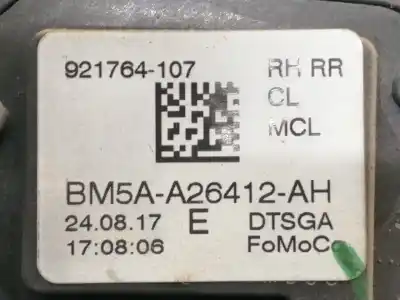 921764-107 RH RR
CL
MCL
BM5A-A26412-AH
24.08.17 E DTSGA
17:08:06 FoMoCo